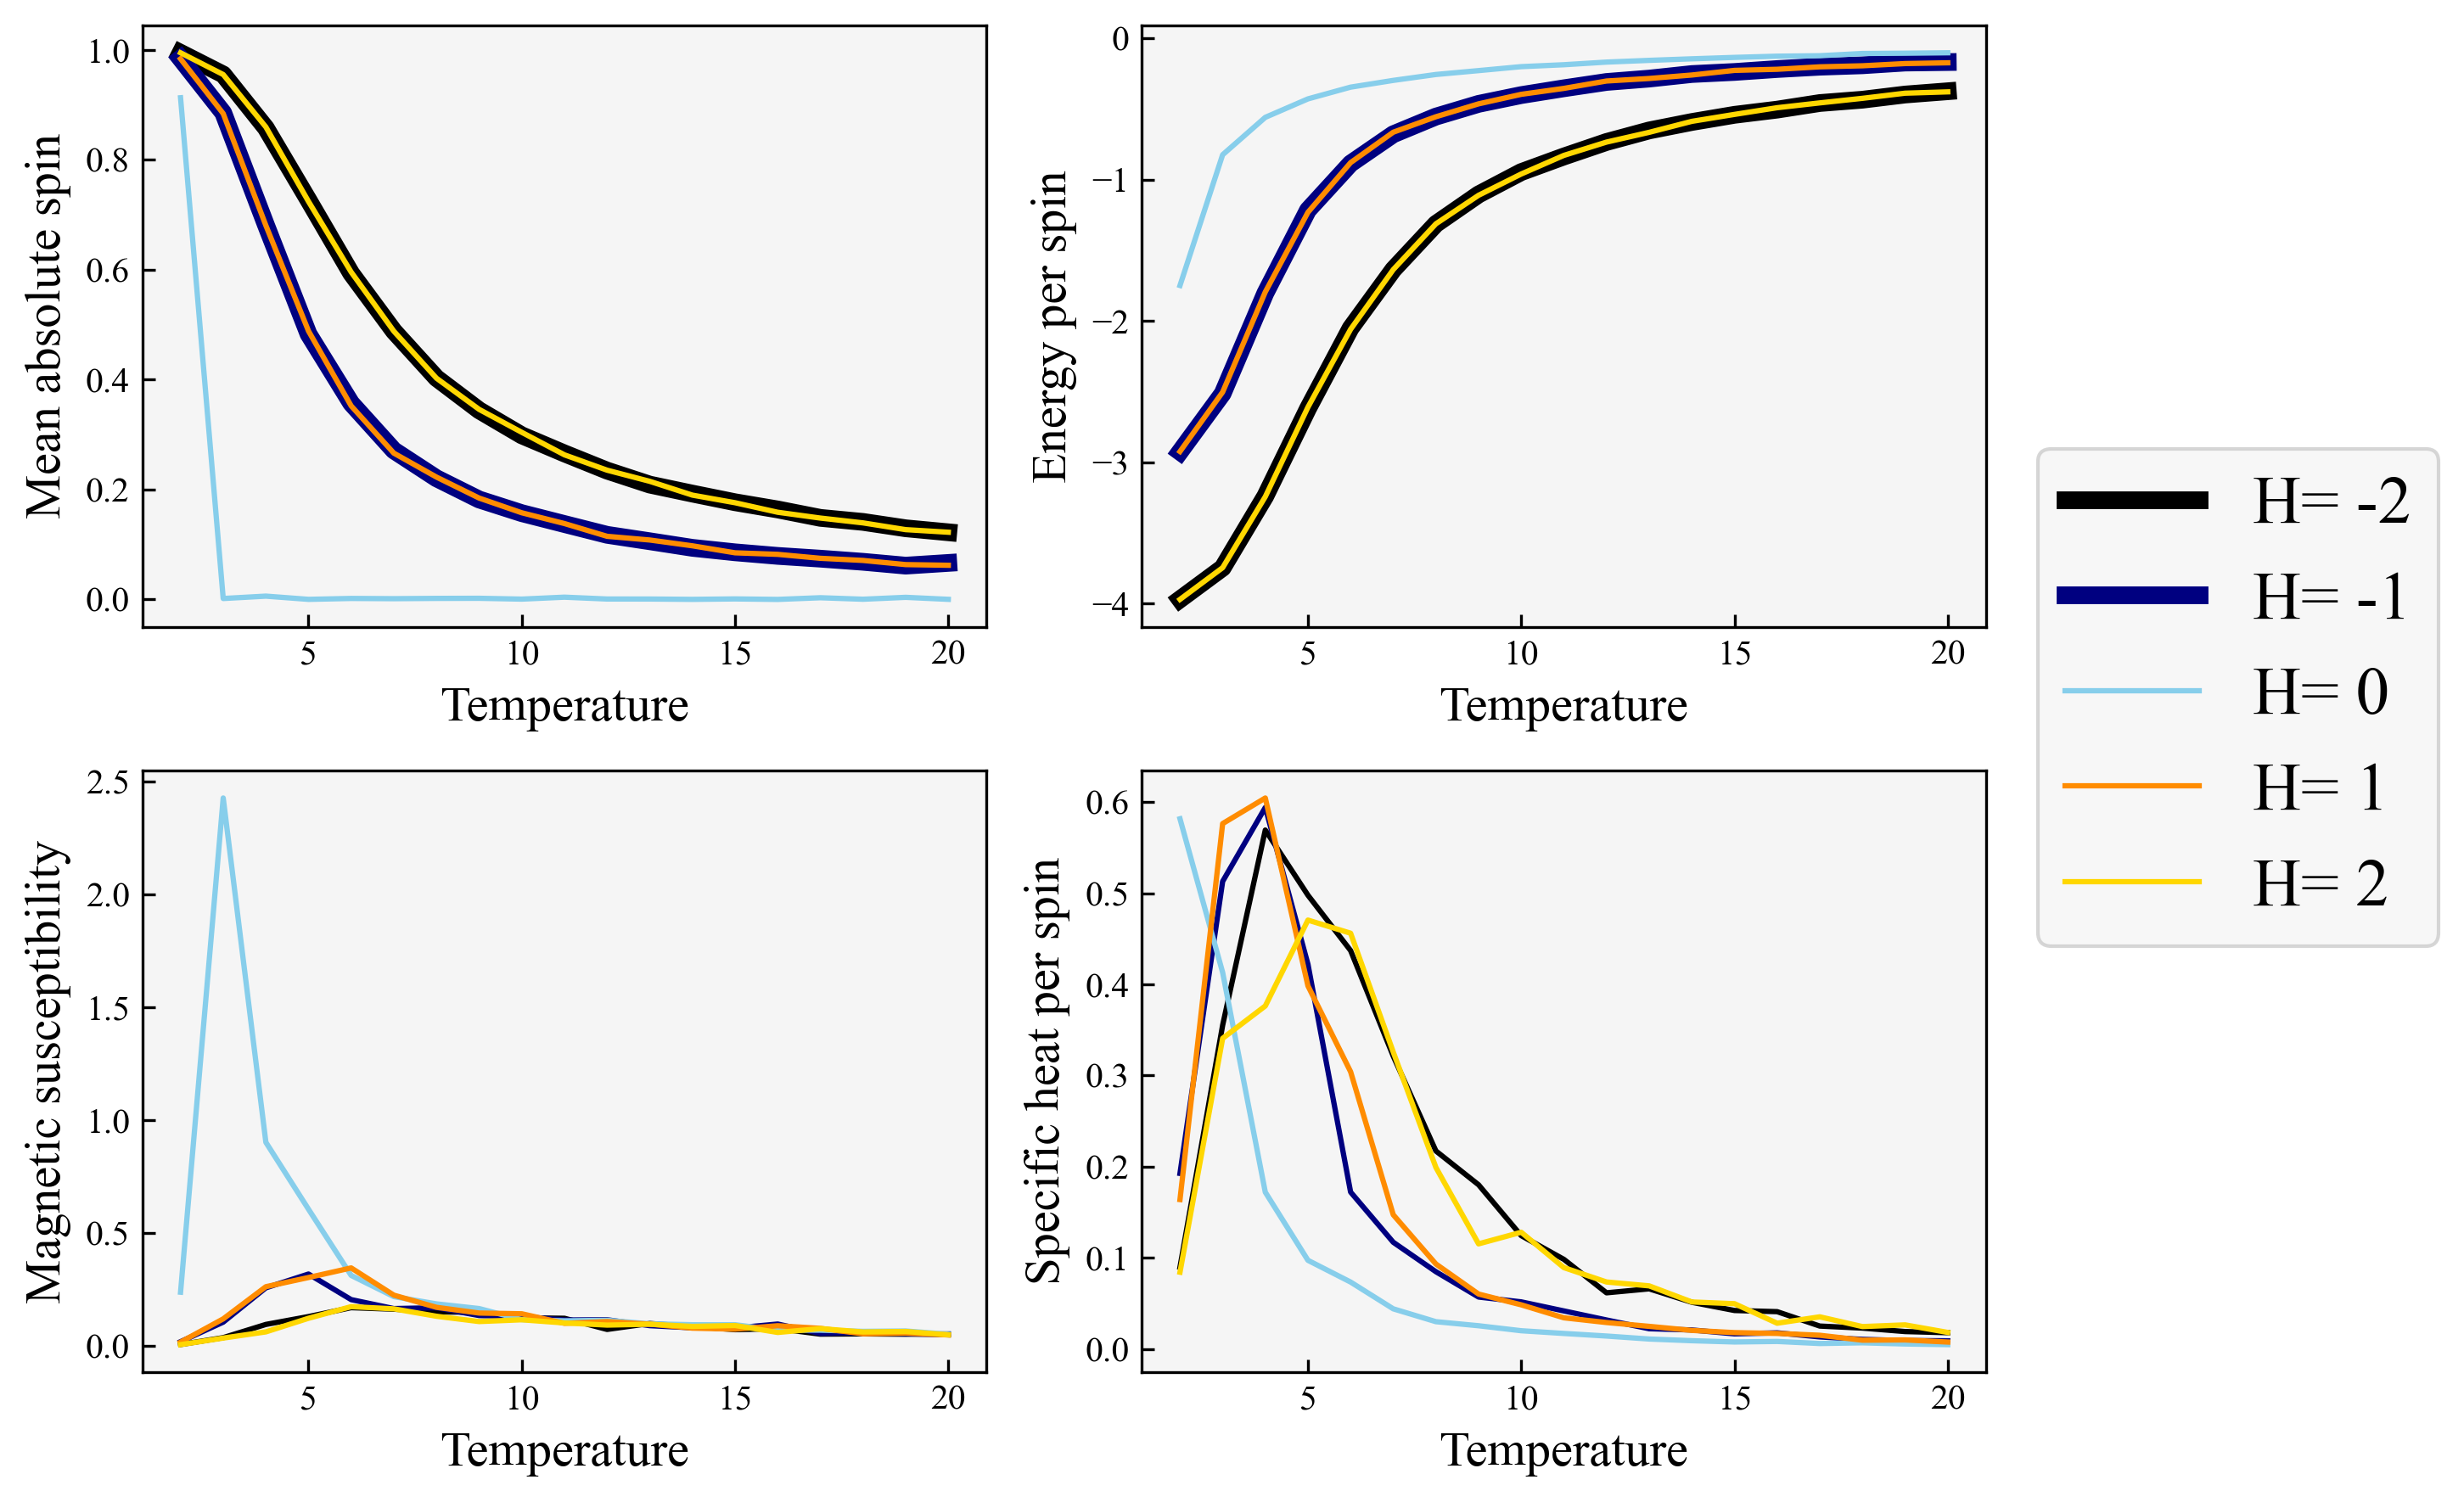 Mean absolute spin
1.0
0.8
0.6
0.4
0.2
0.0
5 10 15 20
Temperature
Energy per spin
0
−1
−2
−3
−4
5 10 15 20
Temperature
Magnetic susceptibility
2.5
2.0
1.5
1.0
0.5
0.0
5 10 15 20
Temperature
Specific heat per spin
0.6
0.5
0.4
0.3
0.2
0.1
0.0
5 10 15 20
Temperature
H= -2
H= -1
H= 0
H= 1
H= 2